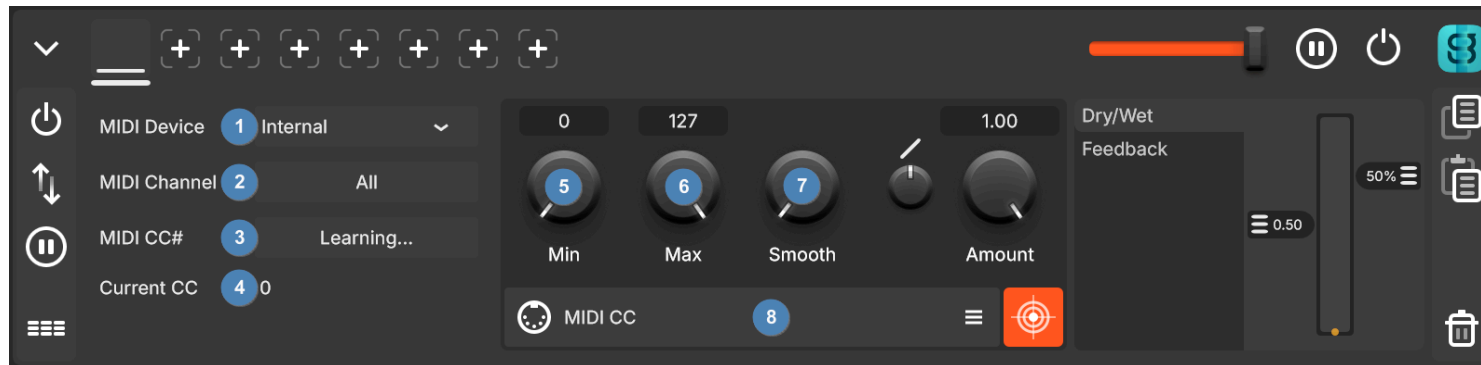 MIDI Device 1 Internal
MIDI Channel 2 All
MIDI CC# 3 Learning...
Current CC 4 0
0 127 1.00
5 6 7
Min Max Smooth Amount
MIDI CC 8
Dry/Wet
Feedback
50%
0.50